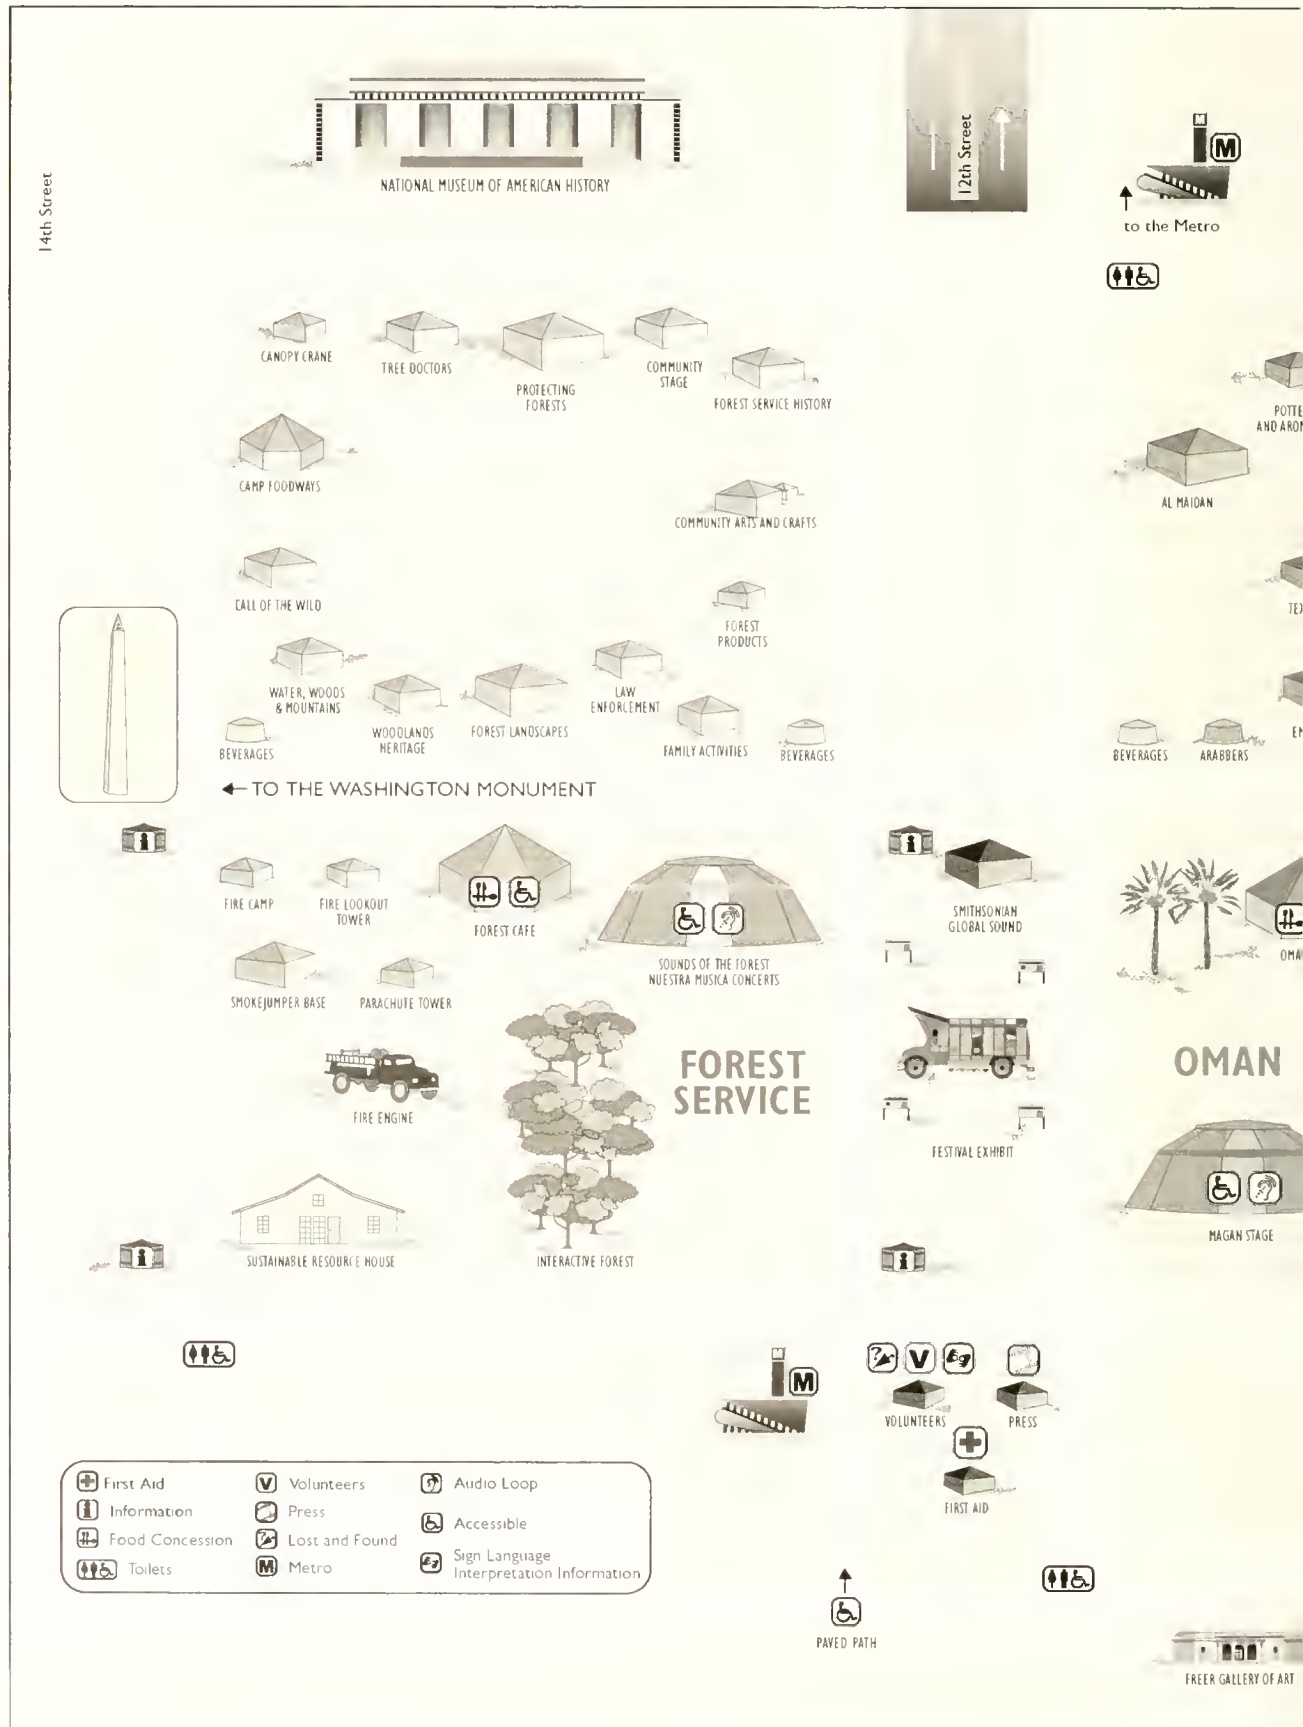 14th Street
NATIONAL MUSEUM OF AMERICAN HISTORY
12th Street
M
M
to the Metro
CANOPY CRANE
TREE DOCTORS
PROTECTING
FORESTS
COMMUNITY
STAGE
FOREST SERVICE HISTORY
POTTE
AND AROM
CAMP FOODWAYS
COMMUNITY ARTS AND CRAFTS
AL MAIDAN
CALL OF THE WILD
FOREST
PRODUCTS
TEX
WATER, WOODS
& MOUNTAINS
WOODLANDS
HERITAGE
FOREST LANDSCAPES
LAW
ENFORCEMENT
FAMILY ACTIVITIES
BEVERAGES
BEVERAGES
BEVERAGES
ARABBERS
EN
TO THE WASHINGTON MONUMENT
i
i
FIRE CAMP
FIRE LOOKOUT
TOWER
FOREST CAFE
SOUNDS OF THE FOREST
NUESTRA MUSICA CONCERTS
SMITHSONIAN
GLOBAL SOUND
OMA
SMOKEJUMPER BASE
PARACHUTE TOWER
FIRE ENGINE
FOREST
SERVICE
OMAN
FESTIVAL EXHIBIT
MAGAN STAGE
i
SUSTAINABLE RESOURCE HOUSE
INTERACTIVE FOREST
i
M
M
?
V
VOLUNTEERS
PRESS
FIRST AID
First Aid
i Information
Food Concession
Toilets
V Volunteers
Press
? Lost and Found
M Metro
Audio Loop
Accessible
Sign Language
Interpretation Information
PAVED PATH
FREER GALLERY OF ART